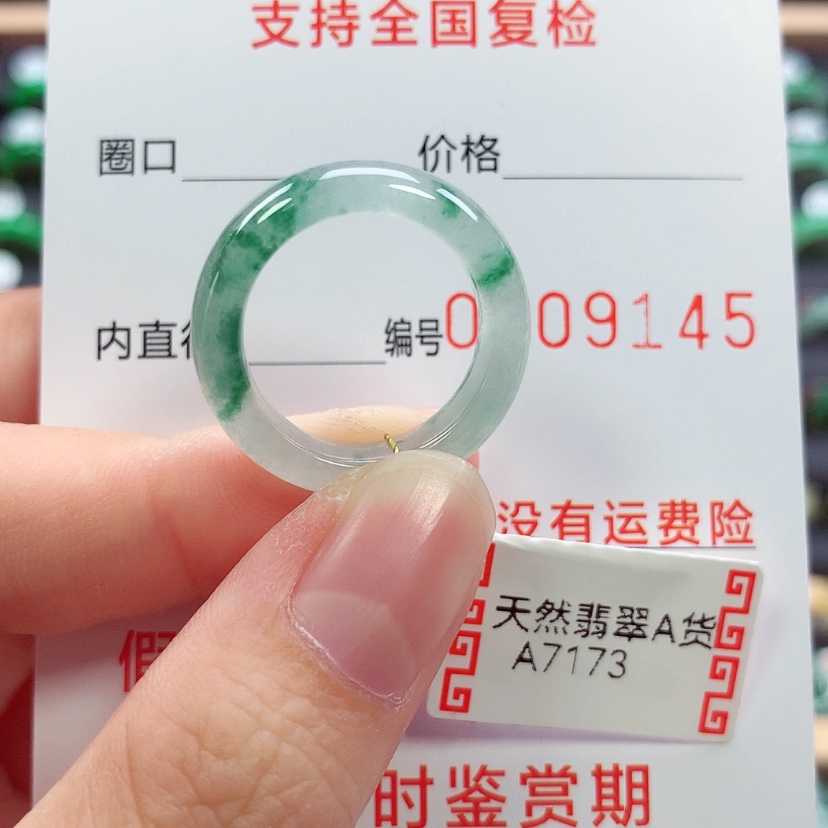 支持全国复检
圈口 价格
内直 编号 0 09145
没有运费险
天然翡翠A货
A7173
时鉴赏期